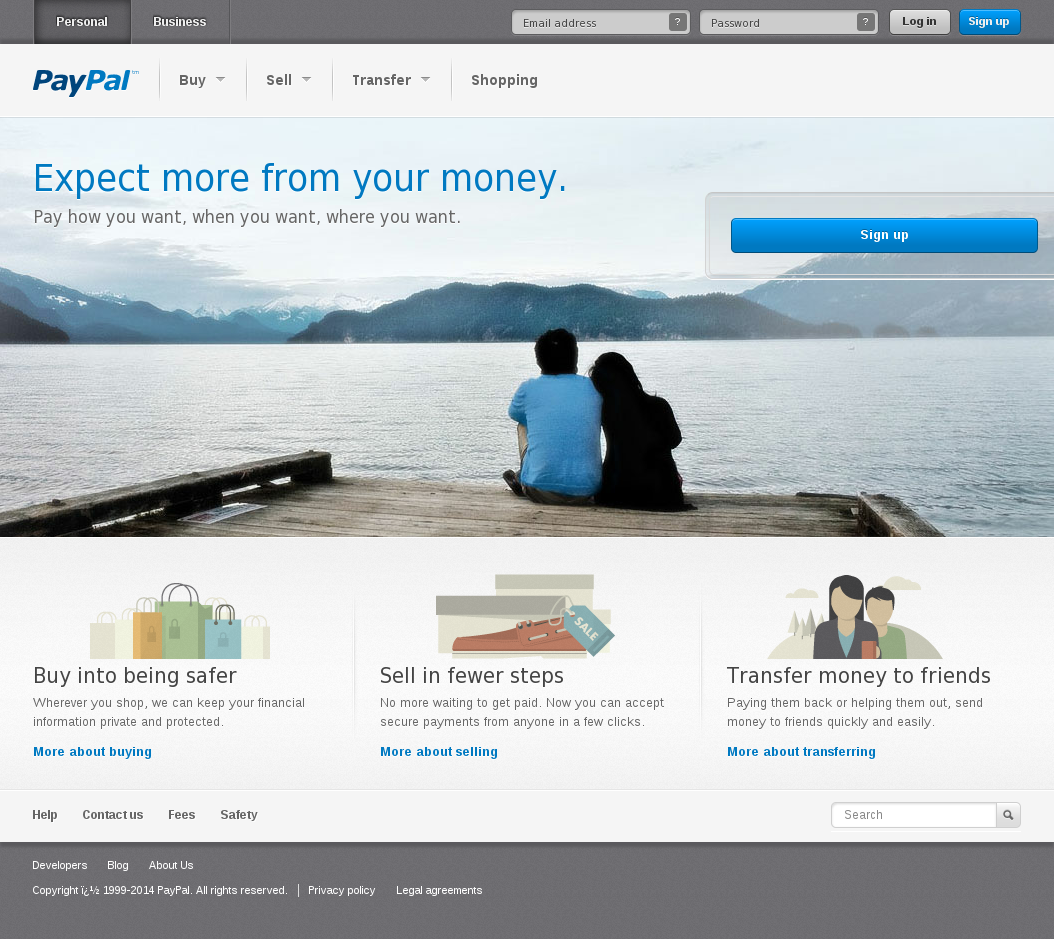 Personal Business Email address ? Password ? Log in Sign up
PayPal™ Buy Sell Transfer Shopping
Expect more from your money.
Pay how you want, when you want, where you want.
Sign up
SALE
Buy into being safer
Wherever you shop, we can keep your financial
information private and protected.
More about buying
Sell in fewer steps
No more waiting to get paid. Now you can accept
secure payments from anyone in a few clicks.
More about selling
Transfer money to friends
Paying them back or helping them out, send
money to friends quickly and easily.
More about transferring
Help Contact us Fees Safety Search
Developers Blog About Us
Copyright ï¿½ 1999-2014 PayPal. All rights reserved. | Privacy policy Legal agreements